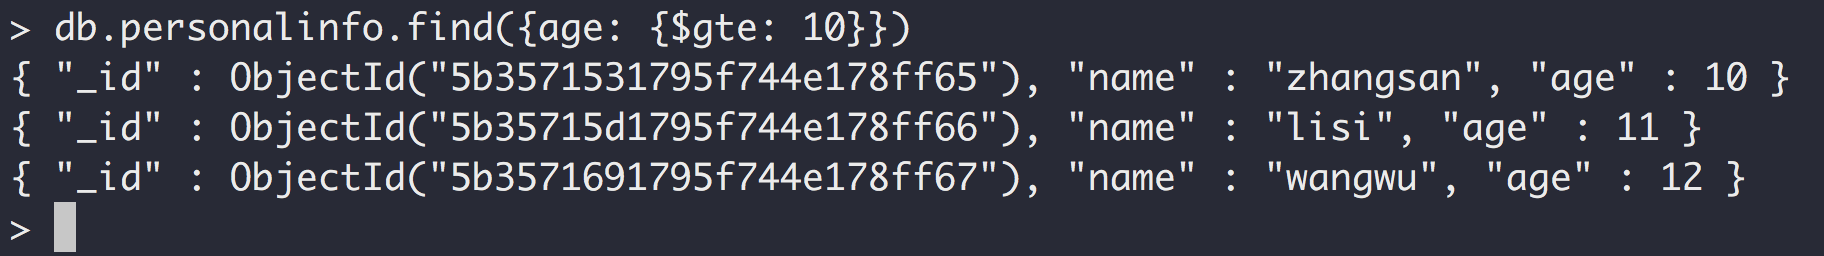 > db.personalinfo.find({age: {$gte: 10}})
{ "_id" : ObjectId("5b3571531795f744e178ff65"), "name" : "zhangsan", "age" : 10 }
{ "_id" : ObjectId("5b35715d1795f744e178ff66"), "name" : "lisi", "age" : 11 }
{ "_id" : ObjectId("5b3571691795f744e178ff67"), "name" : "wangwu", "age" : 12 }
>